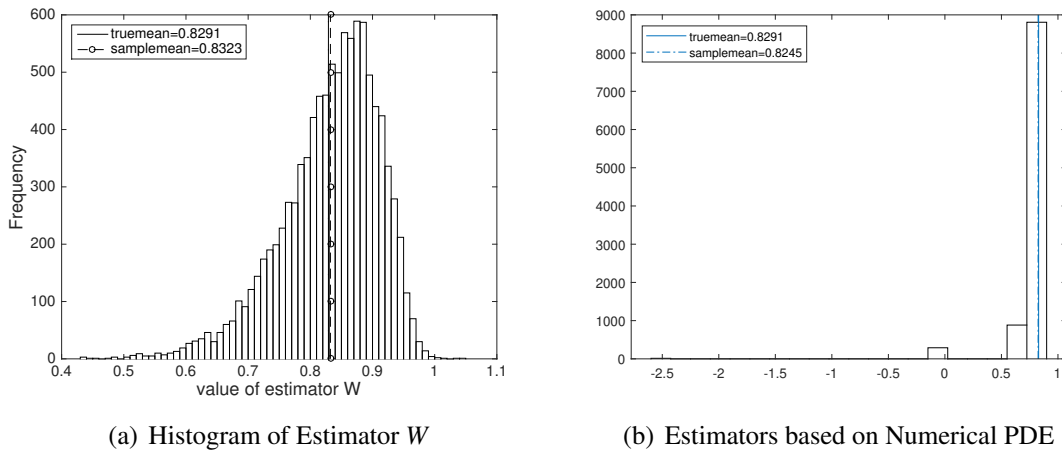 truemean=0.8291
samplemean=0.8323
600
500
400
300
200
100
0
Frequency
0.4 0.5 0.6 0.7 0.8 0.9 1 1.1
value of estimator W
(a) Histogram of Estimator W
truemean=0.8291
samplemean=0.8245
9000
8000
7000
6000
5000
4000
3000
2000
1000
0
-2.5 -2 -1.5 -1 -0.5 0 0.5 1
(b) Estimators based on Numerical PDE